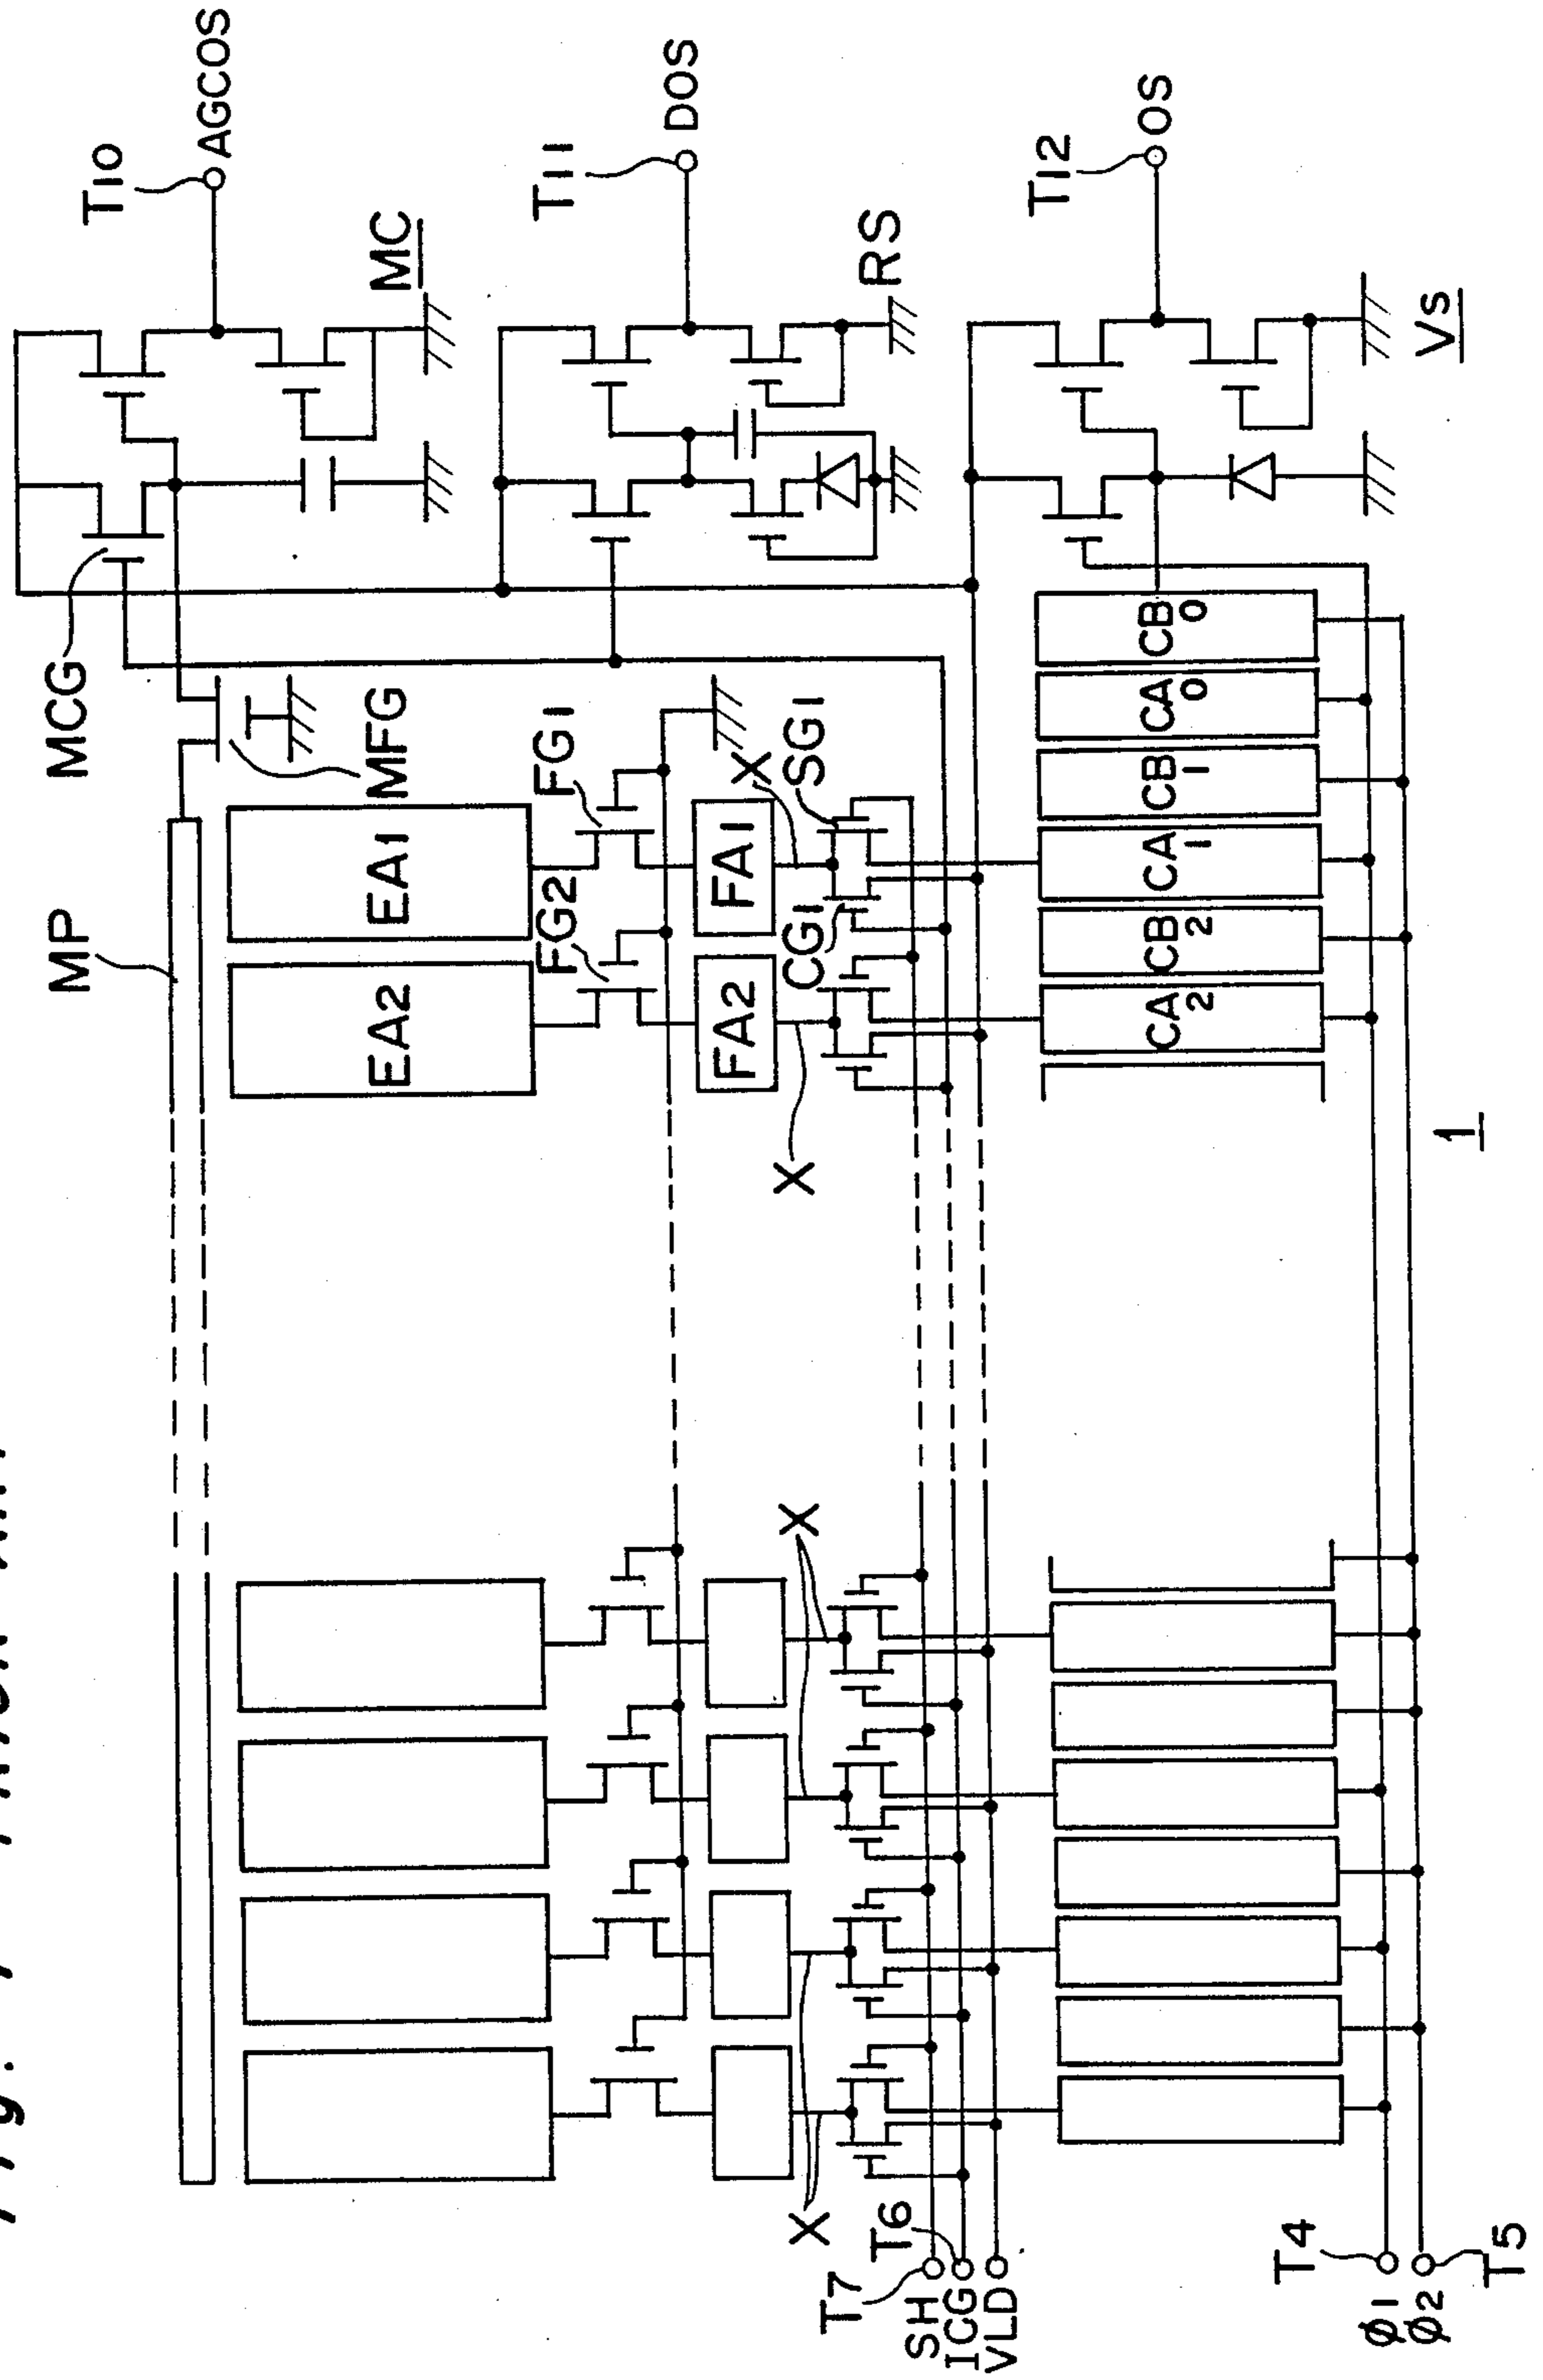 T10
AGCOS
MC
MCG
MFG
MP
T11
DOS
RS
EA1
EA2
FG1
FG2
FA1
FA2
X
SG1
CG1
X
X
X
T12
OS
Vs
CB0
CA0
CB1
CA1
CB2
CA2
1
T7
SH
T6
ICG
VLD
T4
φ1
φ2
T5